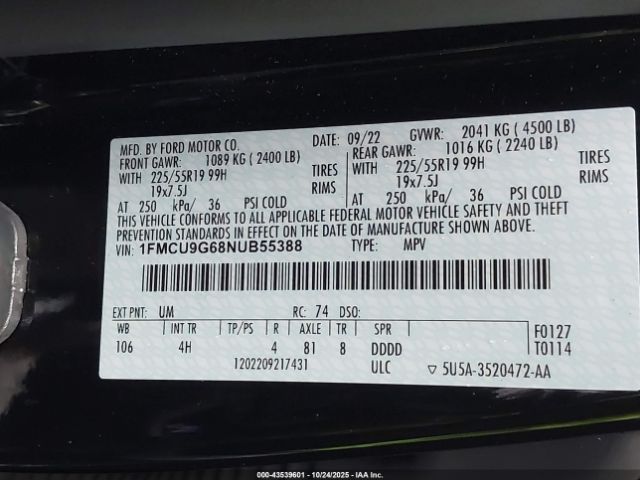 MFD. BY FORD MOTOR CO. DATE: 09/22 GVWR: 2041 KG ( 4500 LB)
FRONT GAWR: 1089 KG ( 2400 LB) REAR GAWR: 1016 KG ( 2240 LB)
WITH 225/55R19 99H TIRES WITH 225/55R19 99H TIRES
19x7.5J RIMS 19x7.5J RIMS
AT 250 kPa/ 36 PSI COLD AT 250 kPa/ 36 PSI COLD
THIS VEHICLE CONFORMS TO ALL APPLICABLE FEDERAL MOTOR VEHICLE SAFETY AND THEFT
PREVENTION STANDARDS IN EFFECT ON THE DATE OF MANUFACTURE SHOWN ABOVE.
VIN: 1FMCU9G68NUB55388 TYPE: MPV
EXT PNT: UM RC: 74 DSO:
WB INT TR TP/PS R AXLE TR SPR F0127
106 4H 4 81 8 DDDD T0114
1202209217431 ULC ▽ 5U5A-3520472-AA
© 000-43539601 - 10/24/2025 - IAA, Inc.